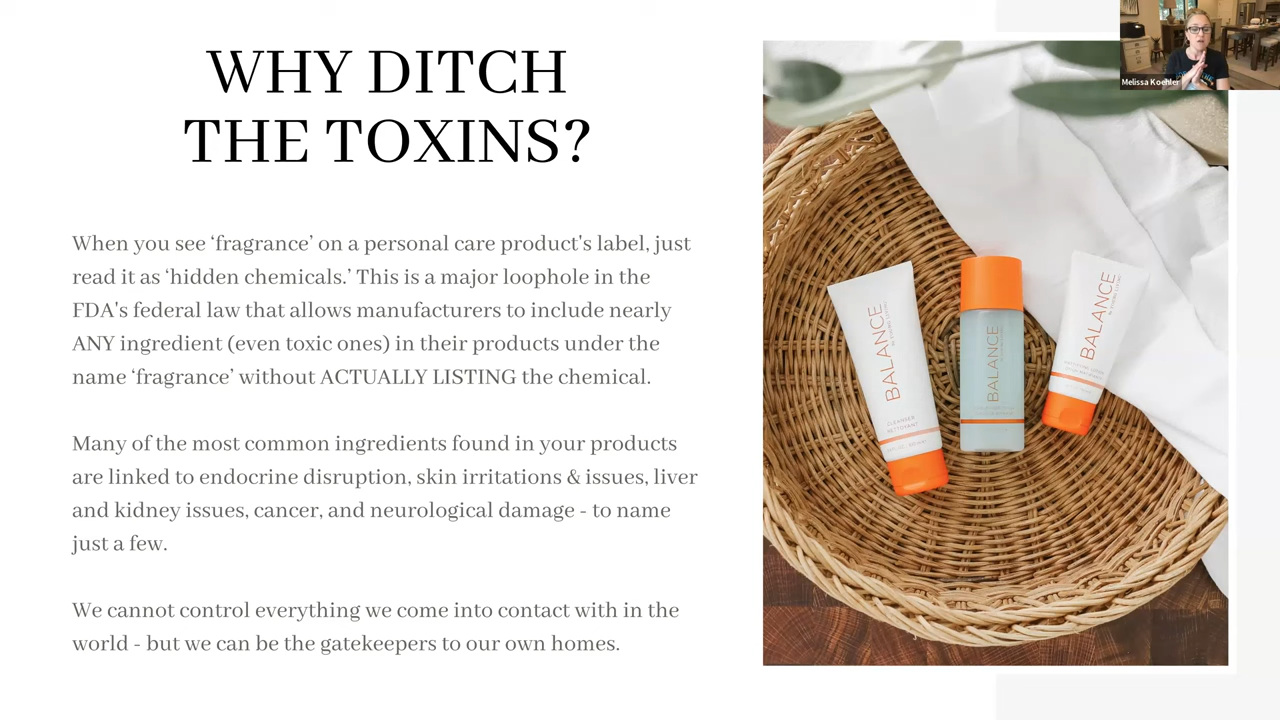 WHY DITCH
THE TOXINS?
When you see ‘fragrance’ on a personal care product's label, just
read it as ‘hidden chemicals.’ This is a major loophole in the
FDA's federal law that allows manufacturers to include nearly
ANY ingredient (even toxic ones) in their products under the
name ‘fragrance’ without ACTUALLY LISTING the chemical.
Many of the most common ingredients found in your products
are linked to endocrine disruption, skin irritations & issues, liver
and kidney issues, cancer, and neurological damage - to name
just a few.
We cannot control everything we come into contact with in the
world - but we can be the gatekeepers to our own homes.
BALANCE
CLEANSER
NETTOYANT
BALANCE
BALANCE
Melissa Koehler